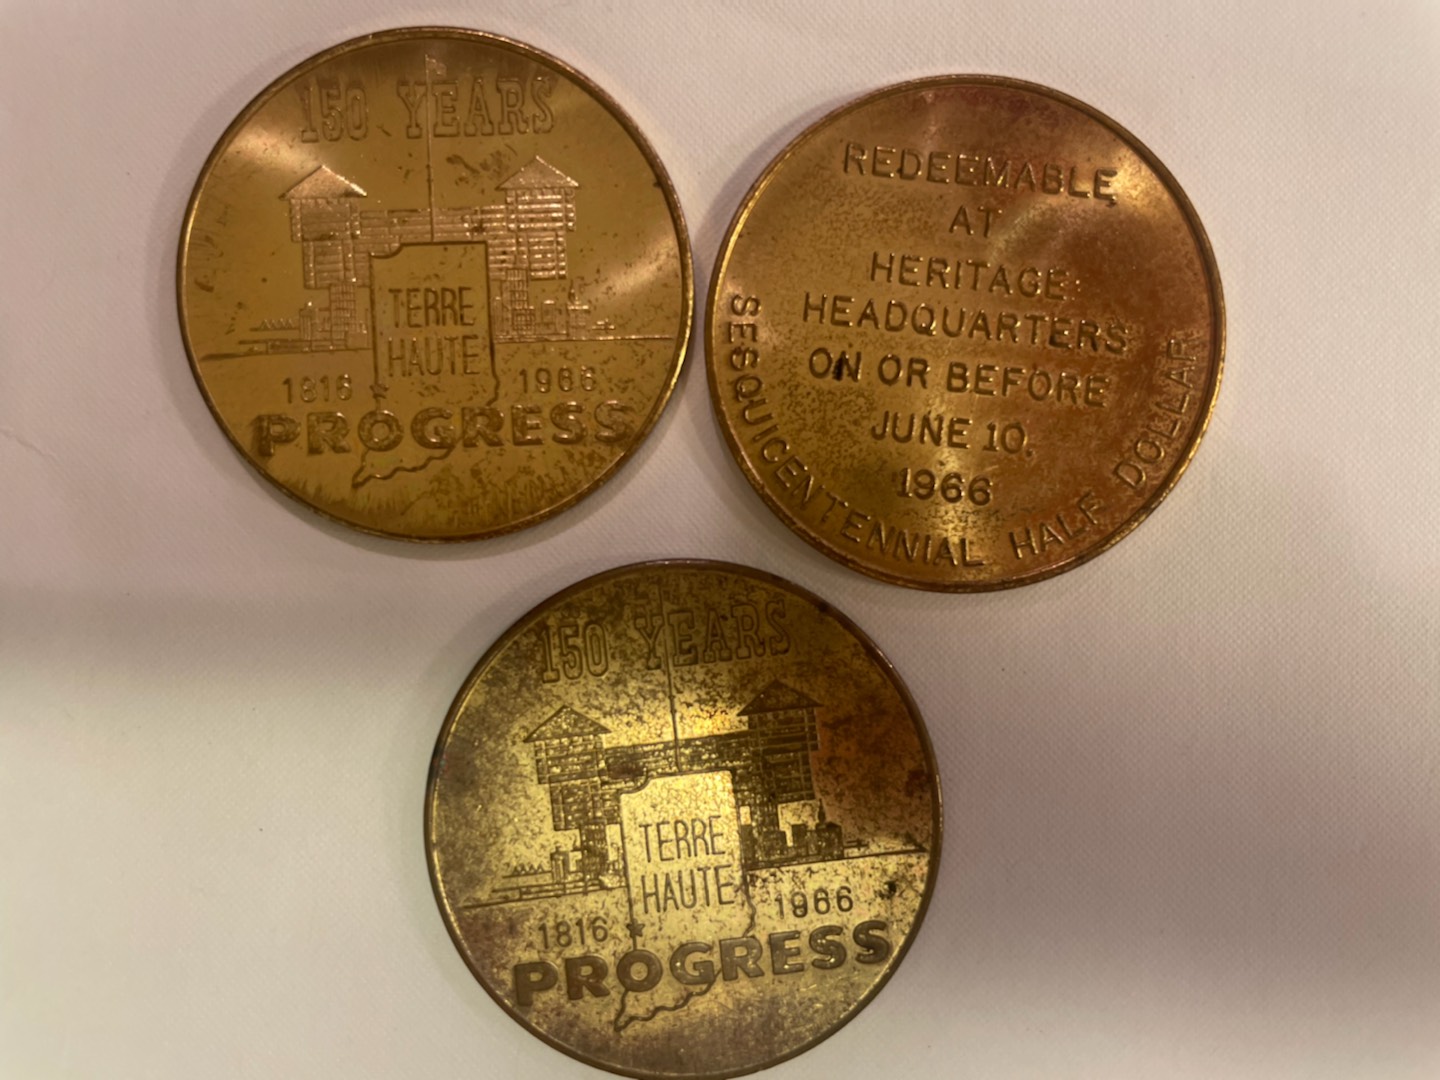 150 YEARS
TERRE
HAUTE
1816 1966
PROGRESS
REDEEMABLE
AT
HERITAGE
HEADQUARTERS
ON OR BEFORE
JUNE 10,
1966
SESQUICENTENNIAL HALF DOLLAR
150 YEARS
TERRE
HAUTE
1816 1966
PROGRESS